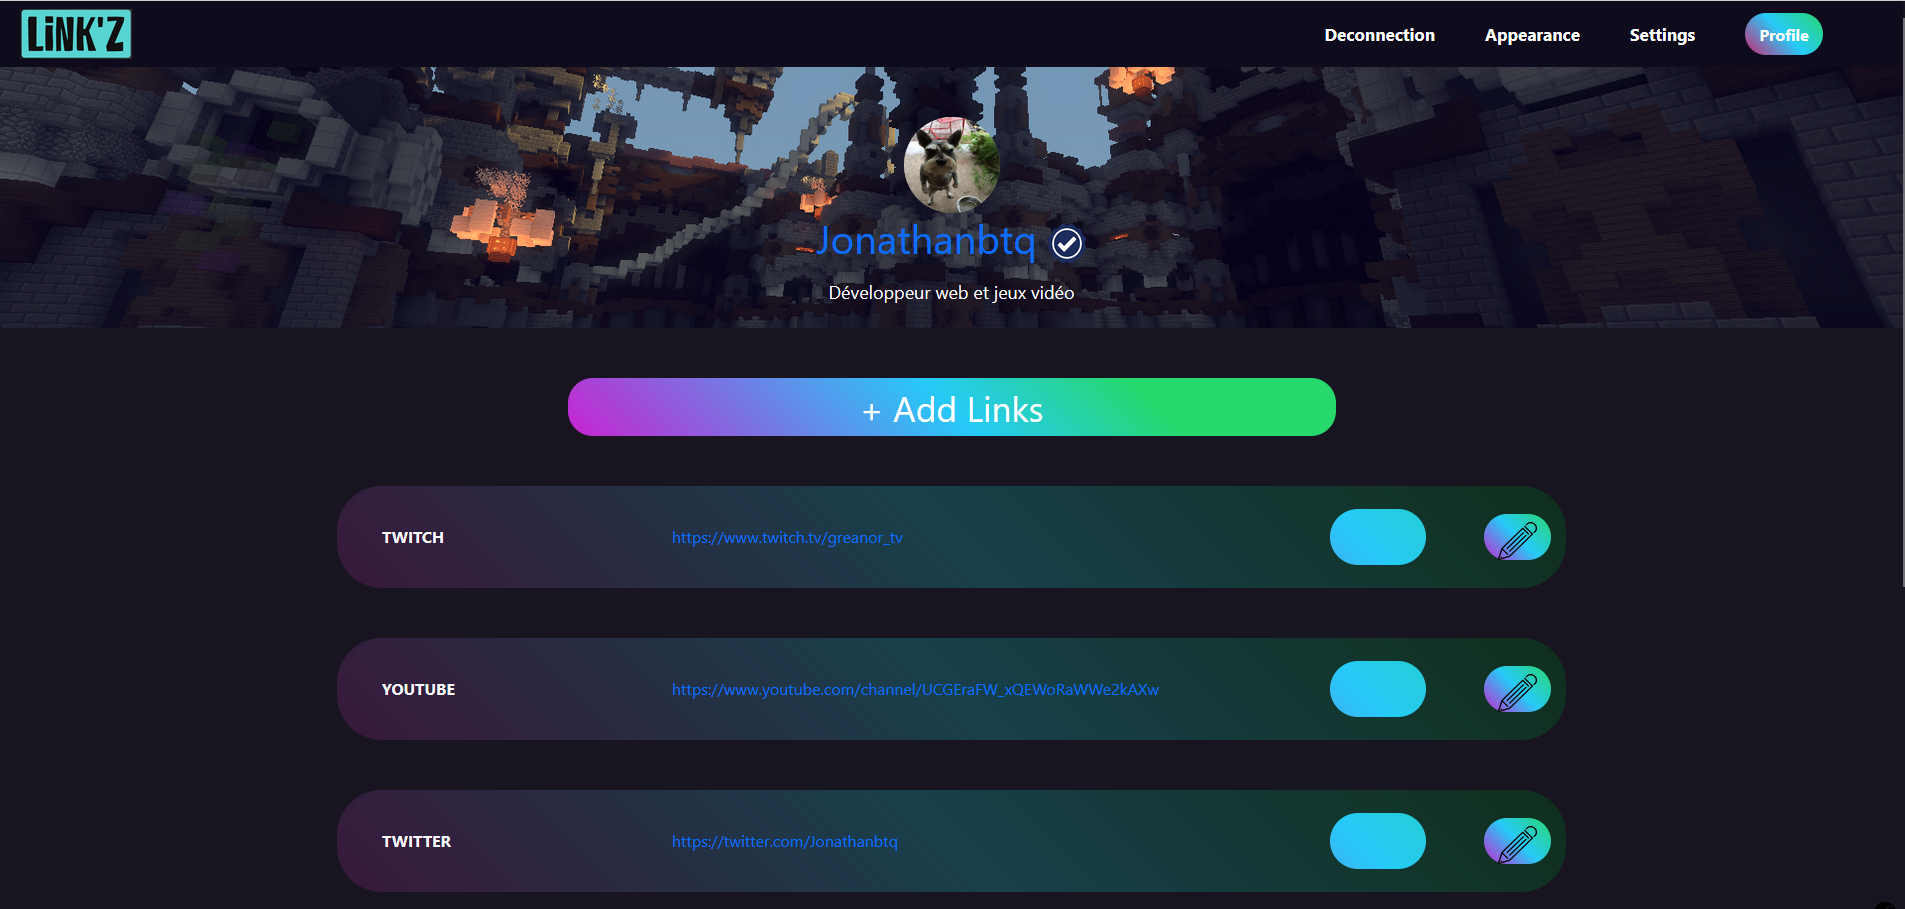 LiNK'Z
Deconnection
Appearance
Settings
Profile
Jonathanbtq
Développeur web et jeux vidéo
+ Add Links
TWITCH
https://www.twitch.tv/greanor_tv
YOUTUBE
https://www.youtube.com/channel/UCGEraFW_xQEWoRaWWe2kAXw
TWITTER
https://twitter.com/Jonathanbtq